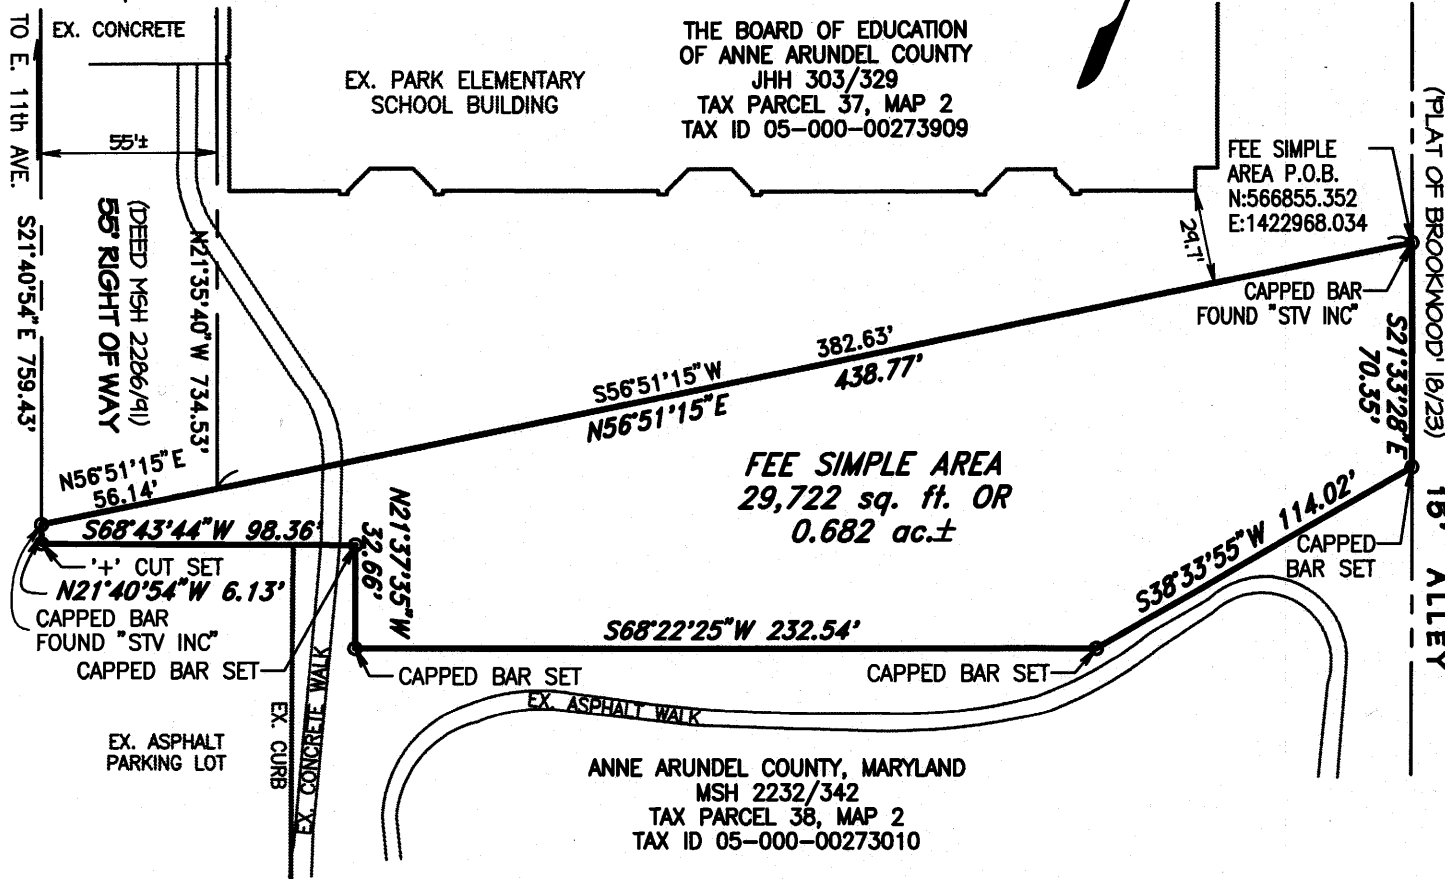 TO E. 11th AVE.
S21°40'54"E 759.43'
EX. CONCRETE
55'±
(DEED MSH 2286/91)
55' RIGHT OF WAY
N21°35'40"W 734.53'
EX. PARK ELEMENTARY
SCHOOL BUILDING
THE BOARD OF EDUCATION
OF ANNE ARUNDEL COUNTY
JHH 303/329
TAX PARCEL 37, MAP 2
TAX ID 05-000-00273909
FEE SIMPLE
AREA P.O.B.
N:566855.352
E:1422968.034
29.7'
CAPPED BAR
FOUND "STV INC"
(PLAT OF BROOKWOOD' 18/23)
15' ALLEY
S21°33'28"E
70.35'
S56°51'15"W
382.63'
N56°51'15"E
438.77'
N56°51'15"E
56.14'
S68°43'44"W 98.36'
'+' CUT SET
N21°40'54"W 6.13'
CAPPED BAR
FOUND "STV INC"
CAPPED BAR SET
N21°37'35"W
32.66'
FEE SIMPLE AREA
29,722 sq. ft. OR
0.682 ac.±
S68°22'25"W 232.54'
CAPPED BAR SET
CAPPED BAR SET
S38°33'55"W 114.02'
CAPPED
BAR SET
EX. ASPHALT WALK
EX. ASPHALT
PARKING LOT
EX. CURB
EX. CONCRETE WALK
ANNE ARUNDEL COUNTY, MARYLAND
MSH 2232/342
TAX PARCEL 38, MAP 2
TAX ID 05-000-00273010